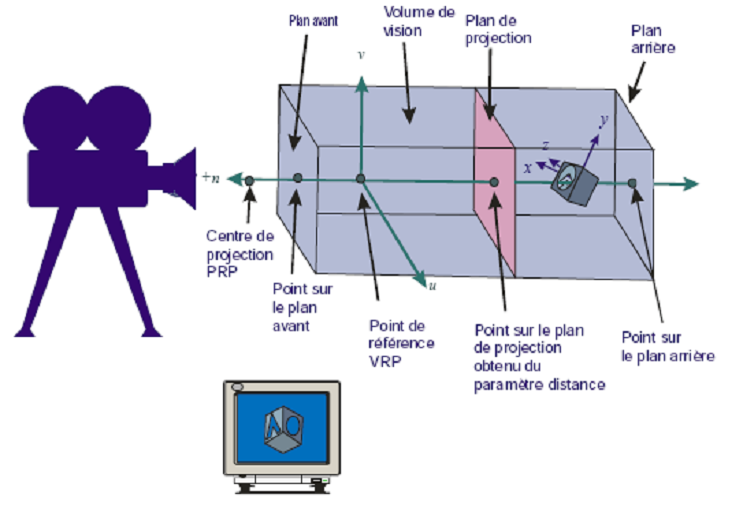 Plan avant
Volume de
vision
Plan de
projection
Plan
arrière
v
y
z
x
+n
u
Centre de
projection
PRP
Point sur
le plan
avant
Point de
référence
VRP
Point sur le plan
de projection
obtenu du
paramètre distance
Point sur
le plan arrière
AO